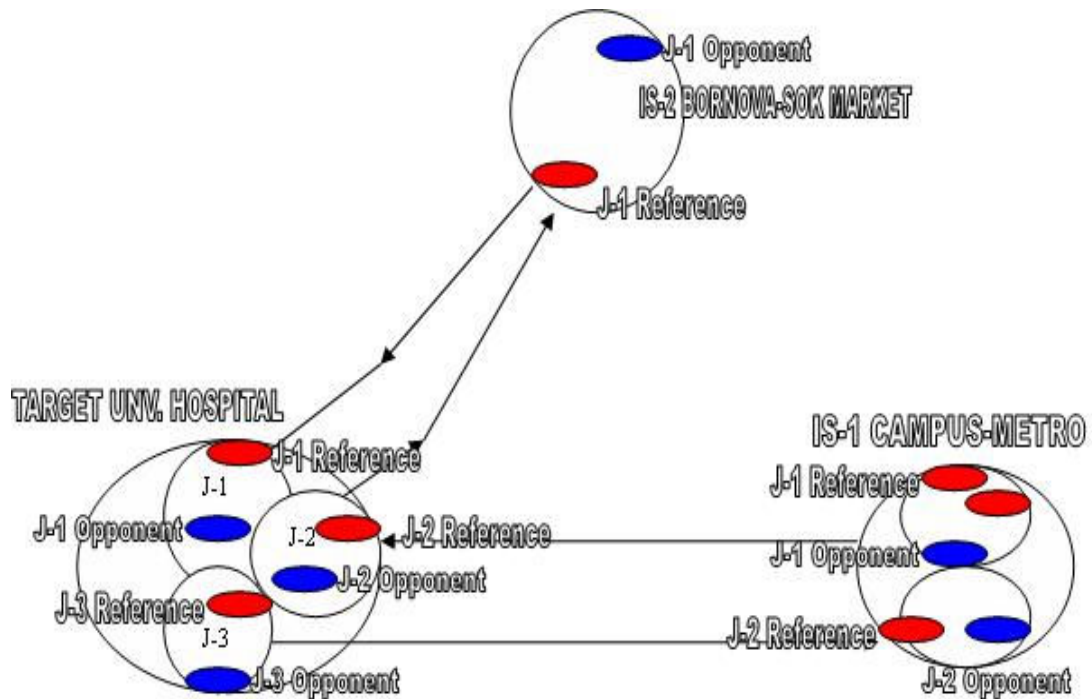 J-1 Opponent
IS-2 BORNOVA-SOK MARKET
J-1 Reference
TARGET UNV. HOSPITAL
J-1 Reference
J-1
J-1 Opponent
J-2
J-2 Reference
J-2 Opponent
J-3 Reference
J-3
J-3 Opponent
IS-1 CAMPUS-METRO
J-1 Reference
J-1 Opponent
J-2 Reference
J-2 Opponent